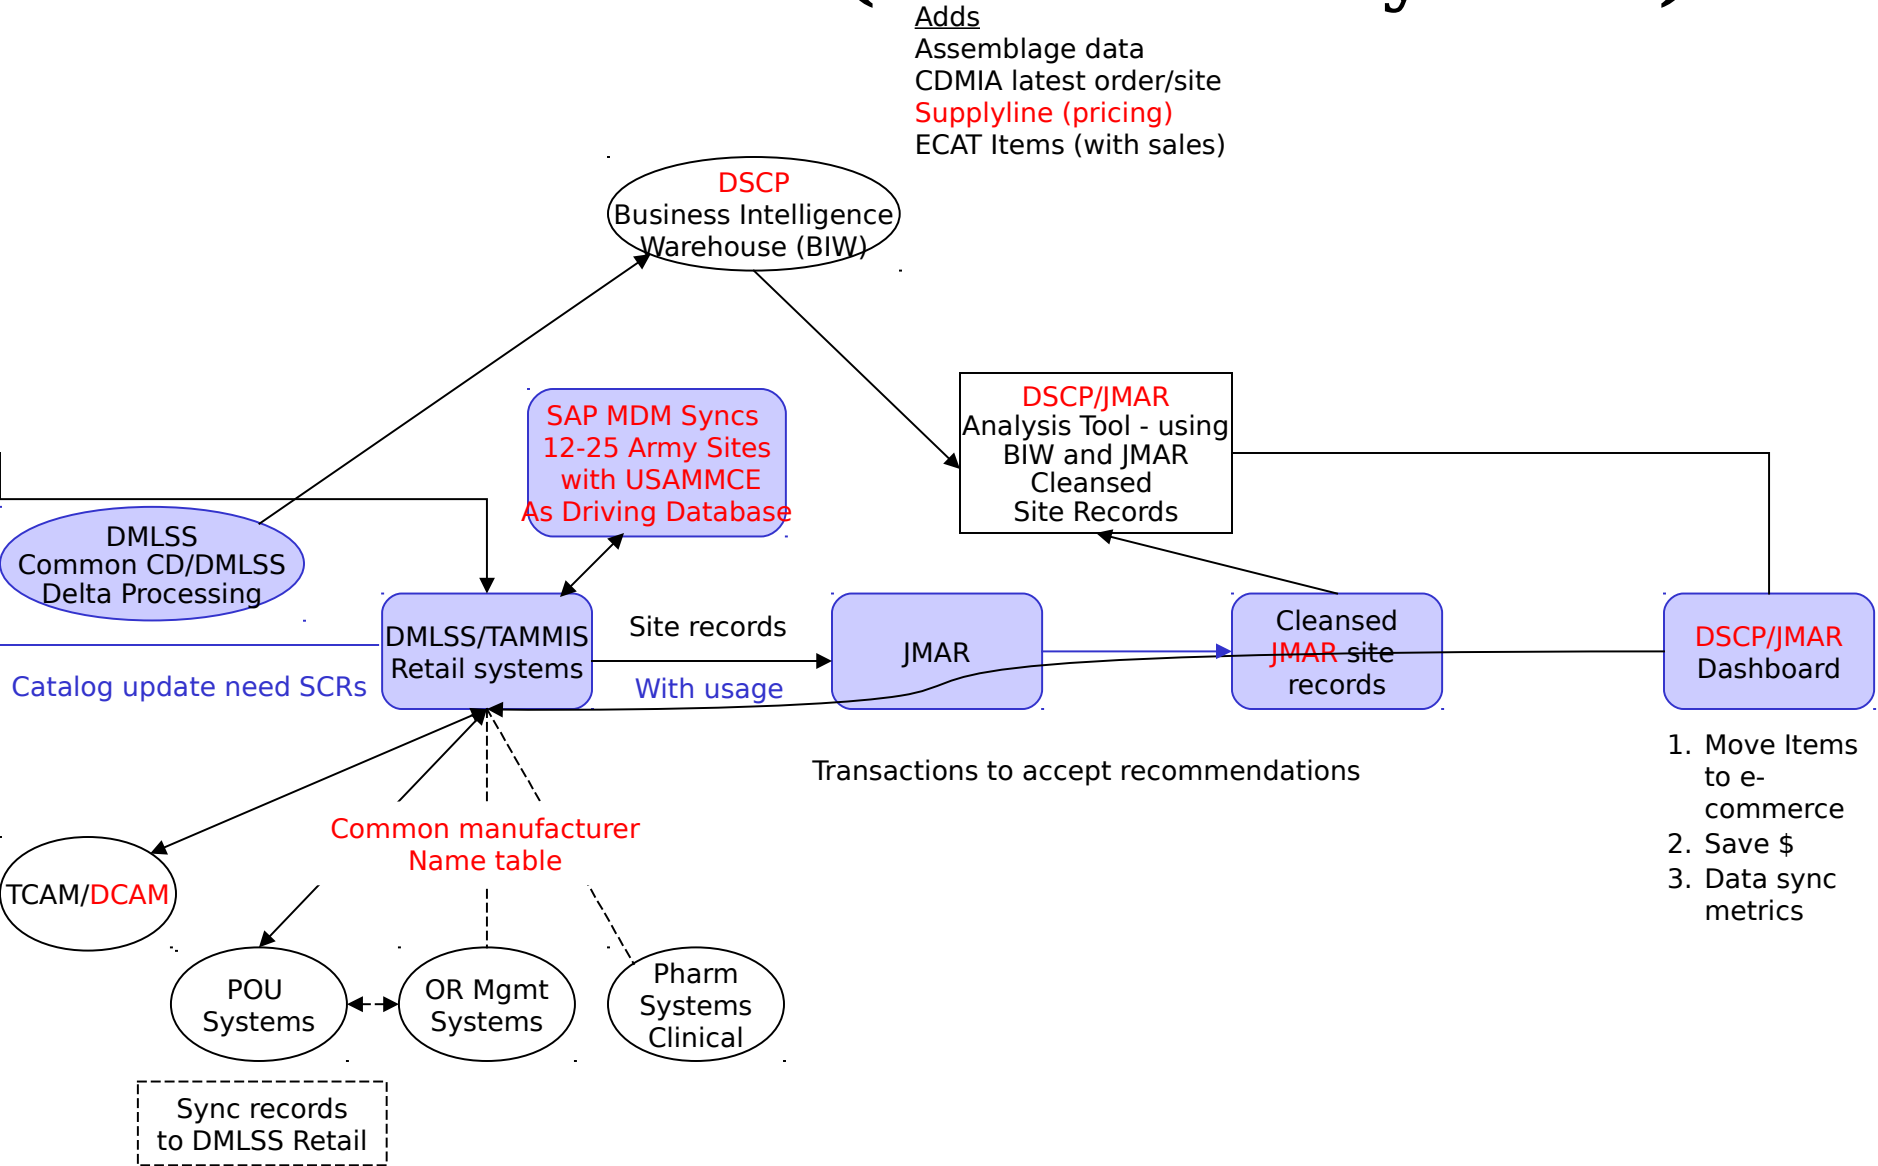 Adds
Assemblage data
CDMIA latest order/site
Supplyline (pricing)
ECAT Items (with sales)
DSCP
Business Intelligence
Warehouse (BIW)
SAP MDM Syncs
12-25 Army Sites
with USAMMCE
As Driving Database
DSCP/JMAR
Analysis Tool - using
BIW and JMAR
Cleansed
Site Records
DMLSS
Common CD/DMLSS
Delta Processing
DMLSS/TAMMIS
Retail systems
Site records
With usage
JMAR
Cleansed
JMAR site
records
DSCP/JMAR
Dashboard
Catalog update need SCRs
Transactions to accept recommendations
1. Move Items
to e-
commerce
2. Save $
3. Data sync
metrics
Common manufacturer
Name table
TCAM/DCAM
POU
Systems
OR Mgmt
Systems
Pharm
Systems
Clinical
Sync records
to DMLSS Retail